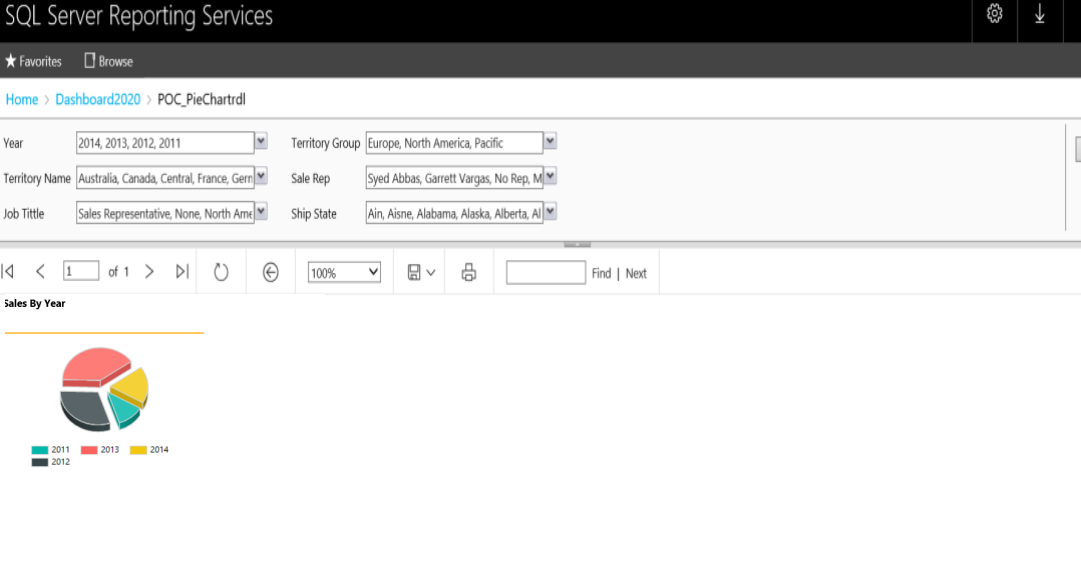 SQL Server Reporting Services
Favorites Browse
Home > Dashboard2020 > POC_PieChartrdl
Year 2014, 2013, 2012, 2011 Territory Group Europe, North America, Pacific
Territory Name Australia, Canada, Central, France, Gern Sale Rep Syed Abbas, Garrett Vargas, No Rep, M
Job Tittle Sales Representative, None, North Ame Ship State Ain, Aisne, Alabama, Alaska, Alberta, Al
1 of 1 100% Find | Next
Sales By Year
2011 2013 2014
2012